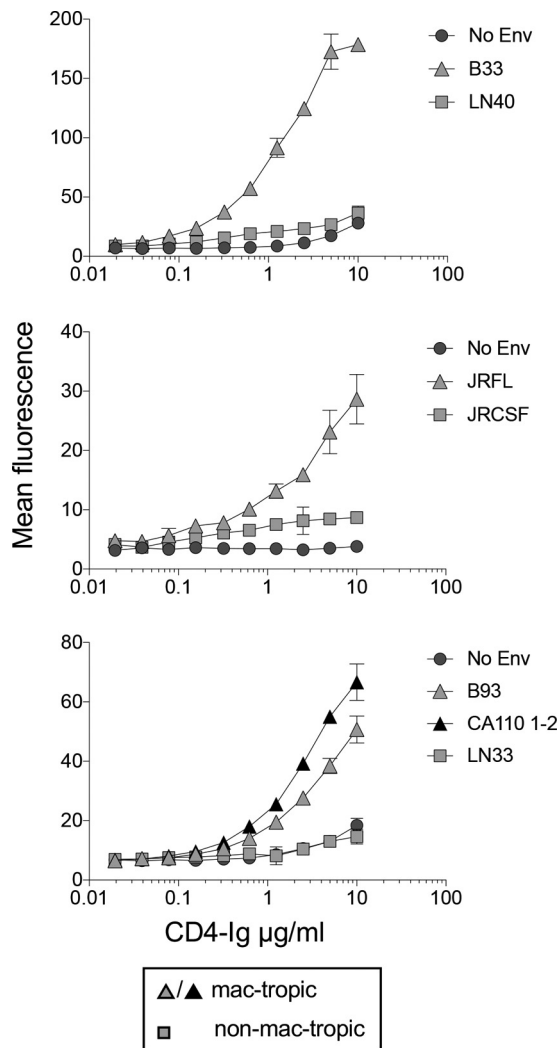 200
150
100
50
0
0.01 0.1 1 10 100
No Env
B33
LN40
40
30
20
10
0
0.01 0.1 1 10 100
No Env
JRFL
JRCSF
Mean fluorescence
80
60
40
20
0
0.01 0.1 1 10 100
No Env
B93
CA110 1-2
LN33
CD4-Ig µg/ml
/ mac-tropic
non-mac-tropic